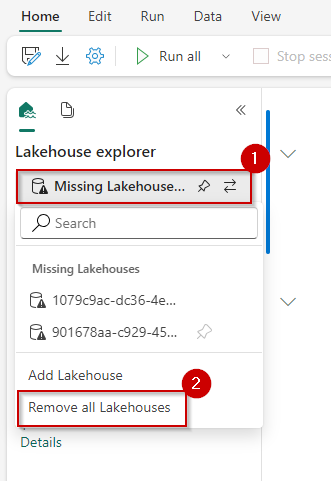 Home Edit Run Data View
Run all Stop sess
Lakehouse explorer
1
Missing Lakehouse...
Search
Missing Lakehouses
1079c9ac-dc36-4e...
901678aa-c929-45...
Add Lakehouse
2
Remove all Lakehouses
Details